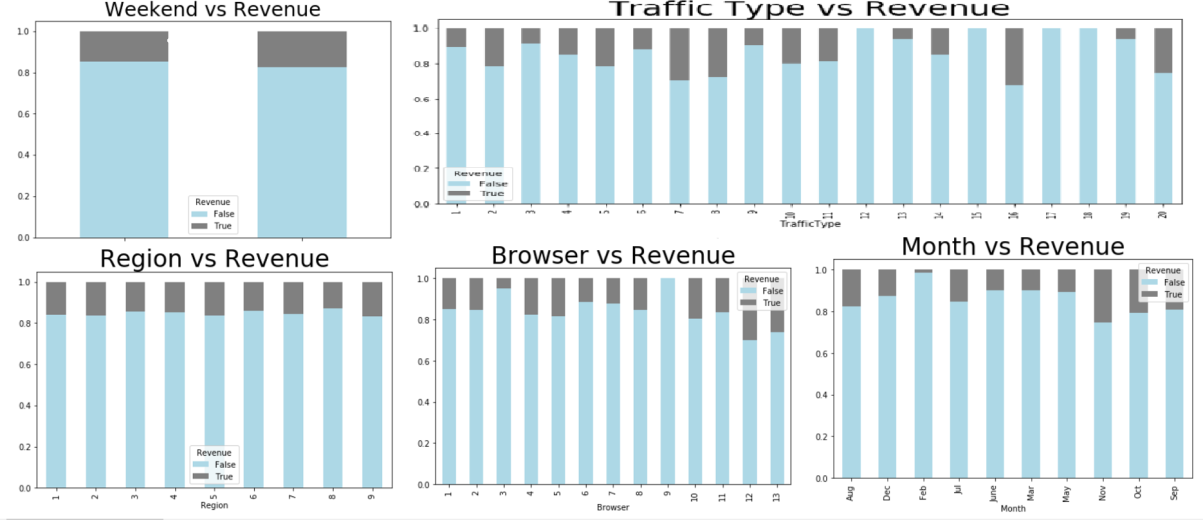 Weekend vs Revenue
1.0
0.8
0.6
0.4
0.2
0.0
Revenue
False
True
Traffic Type vs Revenue
1.0
0.8
0.6
0.4
0.2
0.0
Revenue
False
True
1 2 3 4 5 6 7 8 9 10 11 12 13 14 15 16 17 18 19 20
TrafficType
Region vs Revenue
1.0
0.8
0.6
0.4
0.2
0.0
Revenue
False
True
1 2 3 4 5 6 7 8 9
Region
Browser vs Revenue
1.0
0.8
0.6
0.4
0.2
0.0
Revenue
False
True
1 2 3 4 5 6 7 8 9 10 11 12 13
Browser
Month vs Revenue
1.0
0.8
0.6
0.4
0.2
0.0
Revenue
False
True
Aug Dec Feb Jul June Mar May Nov Oct Sep
Month